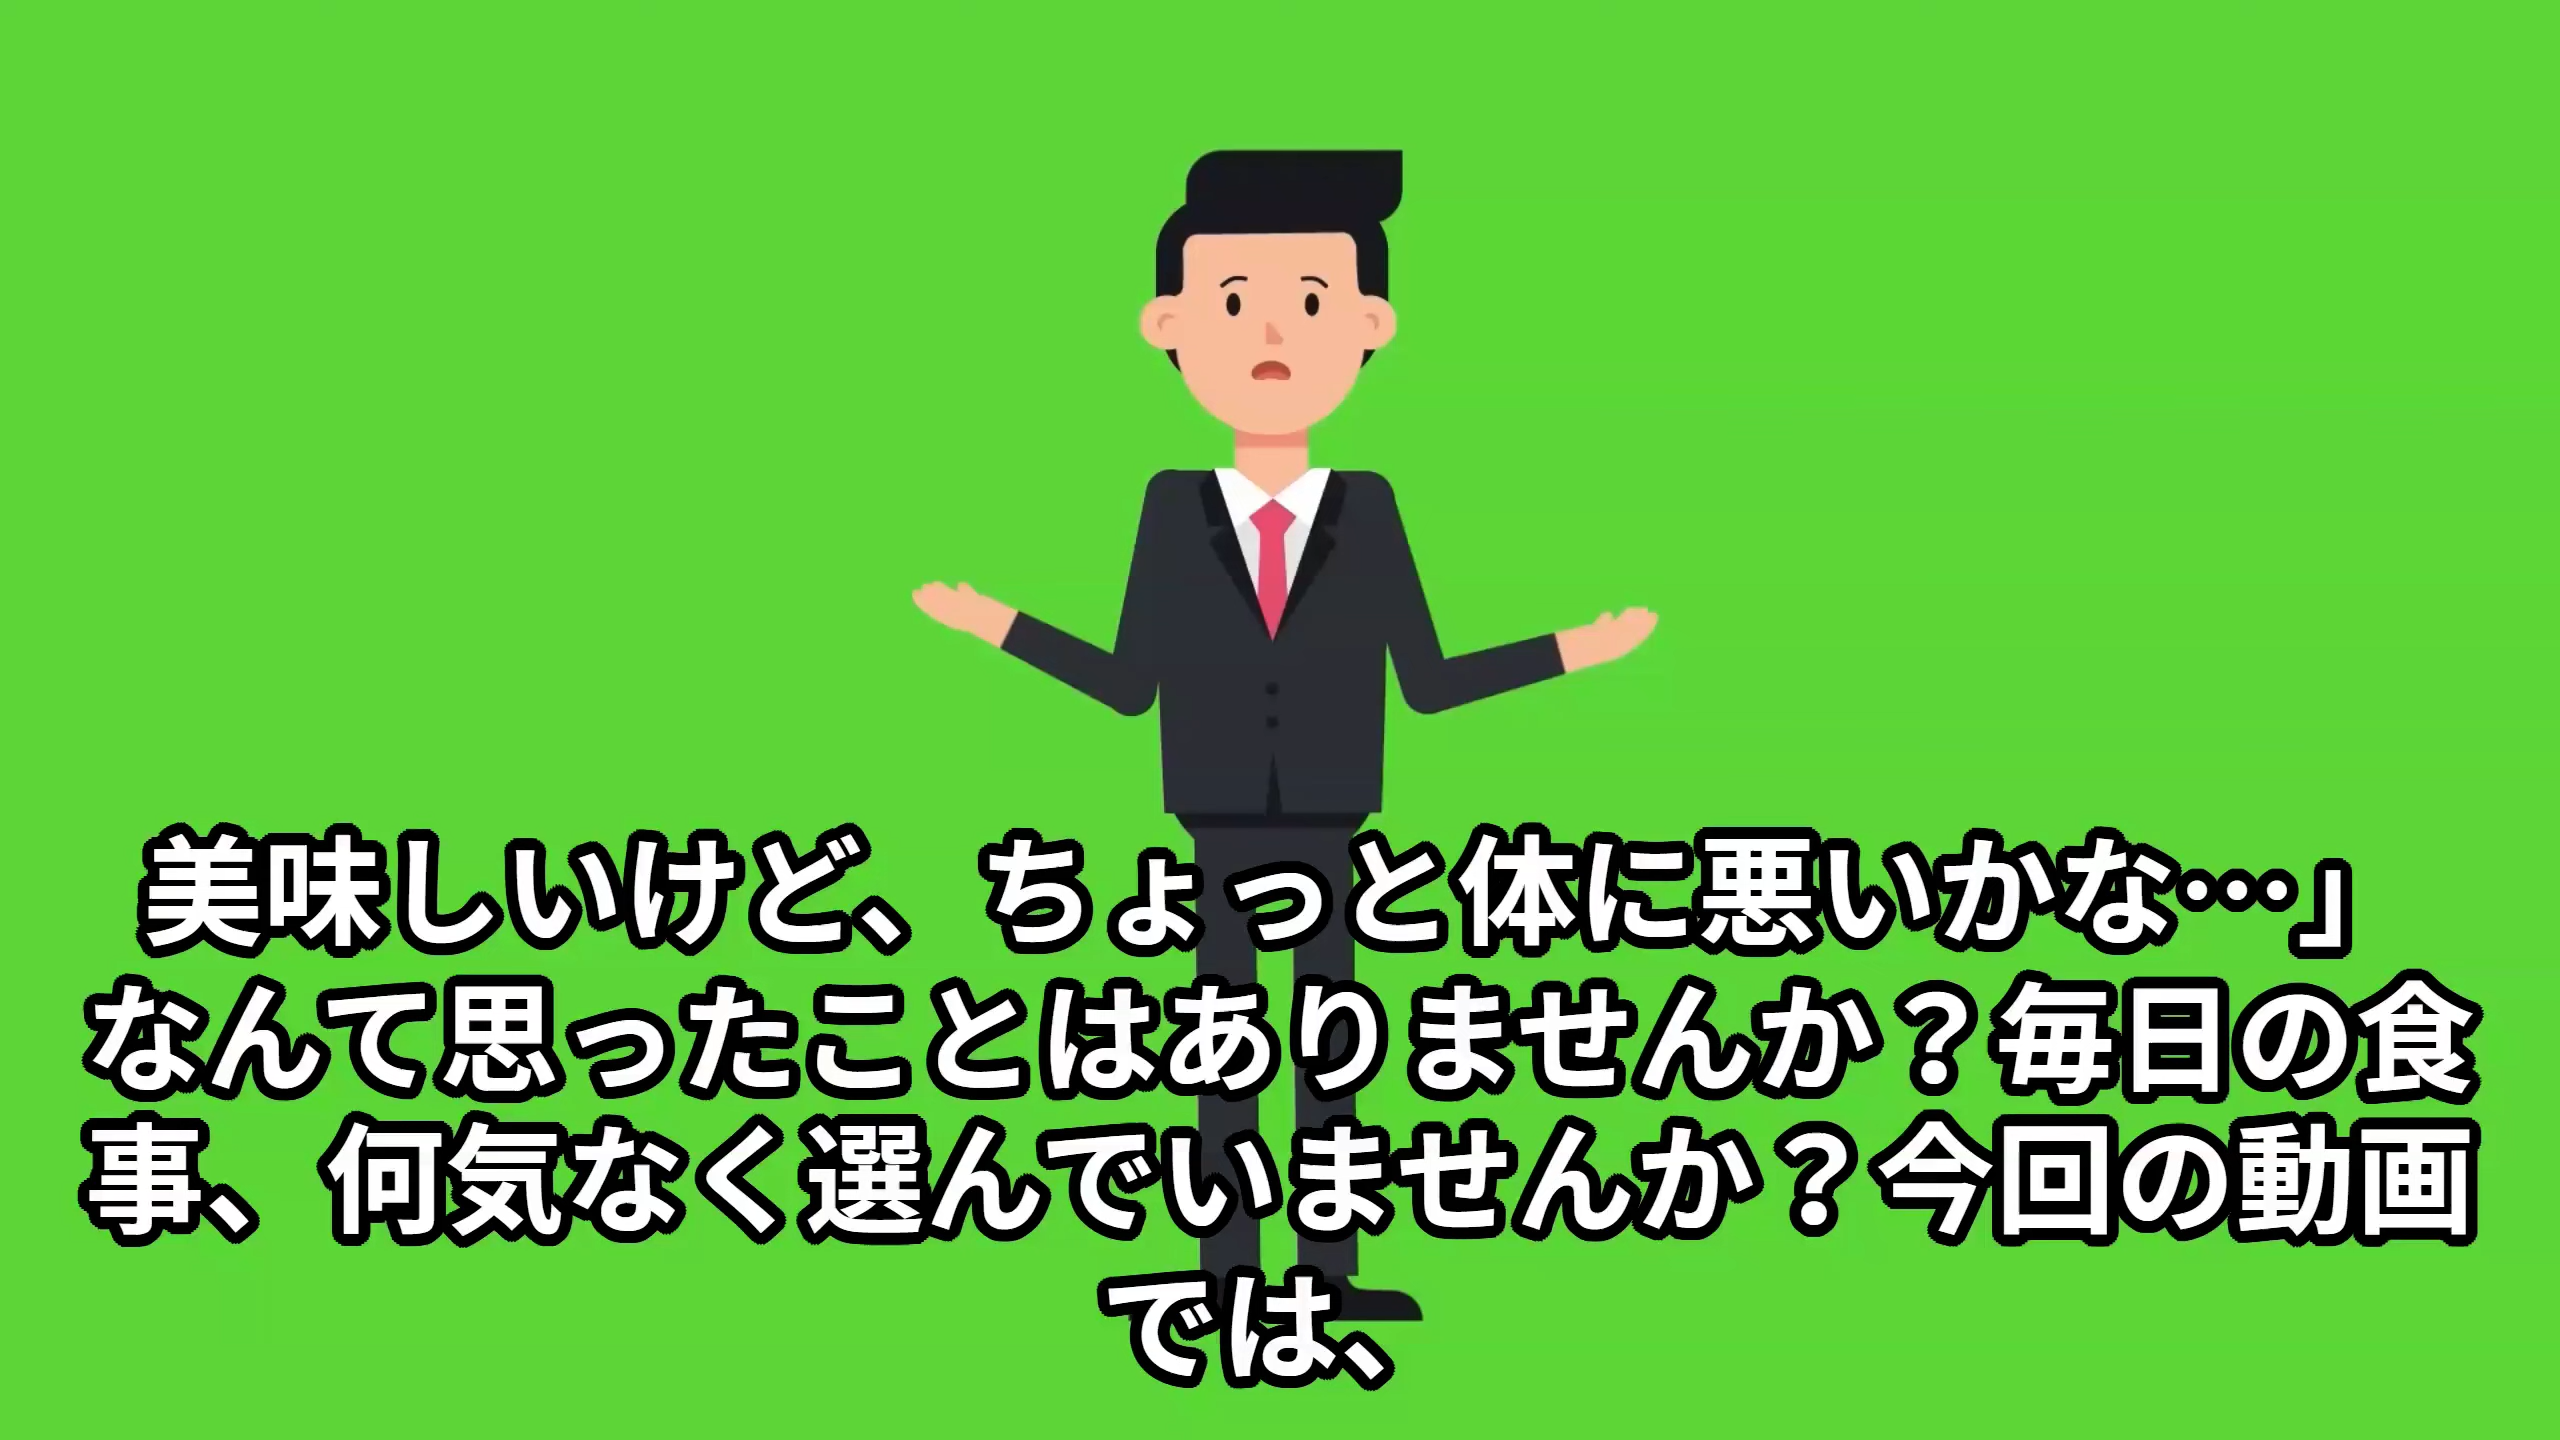 美味しいけど、ちょっと体に悪いかな…」
なんて思ったことはありませんか？毎日の食
事、何気なく選んでいませんか？今回の動画
では、